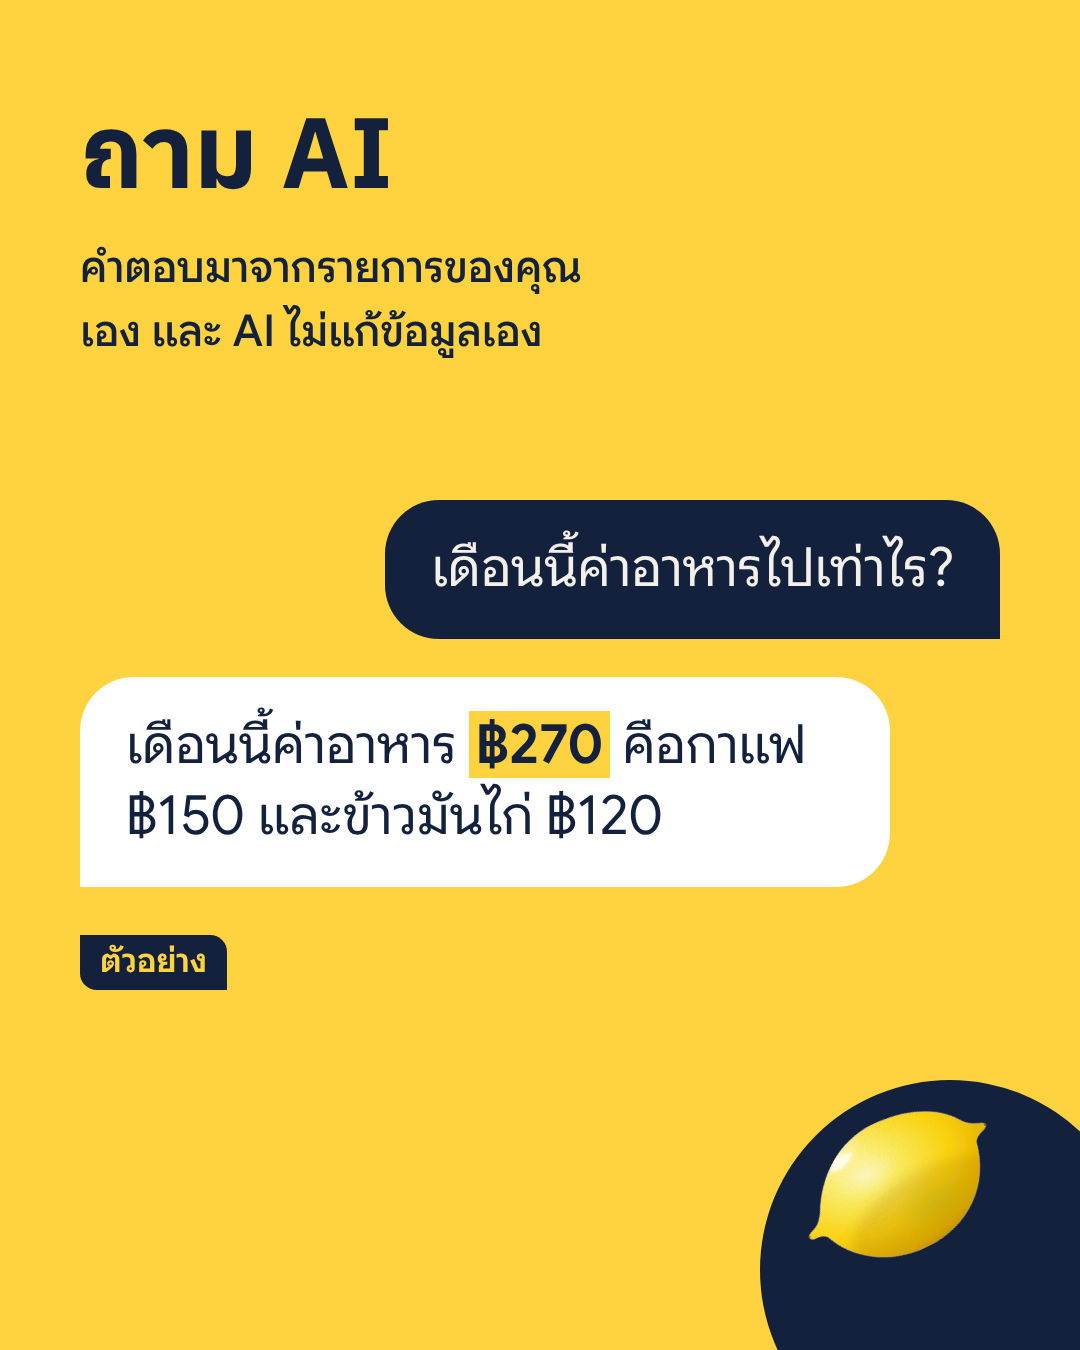 ถาม AI
คำตอบมาจากรายการของคุณ
เอง และ AI ไม่แก้ข้อมูลเอง
เดือนนี้ค่าอาหารไปเท่าไร?
เดือนนี้ค่าอาหาร ฿270 คือกาแฟ
฿150 และข้าวมันไก่ ฿120
ตัวอย่าง